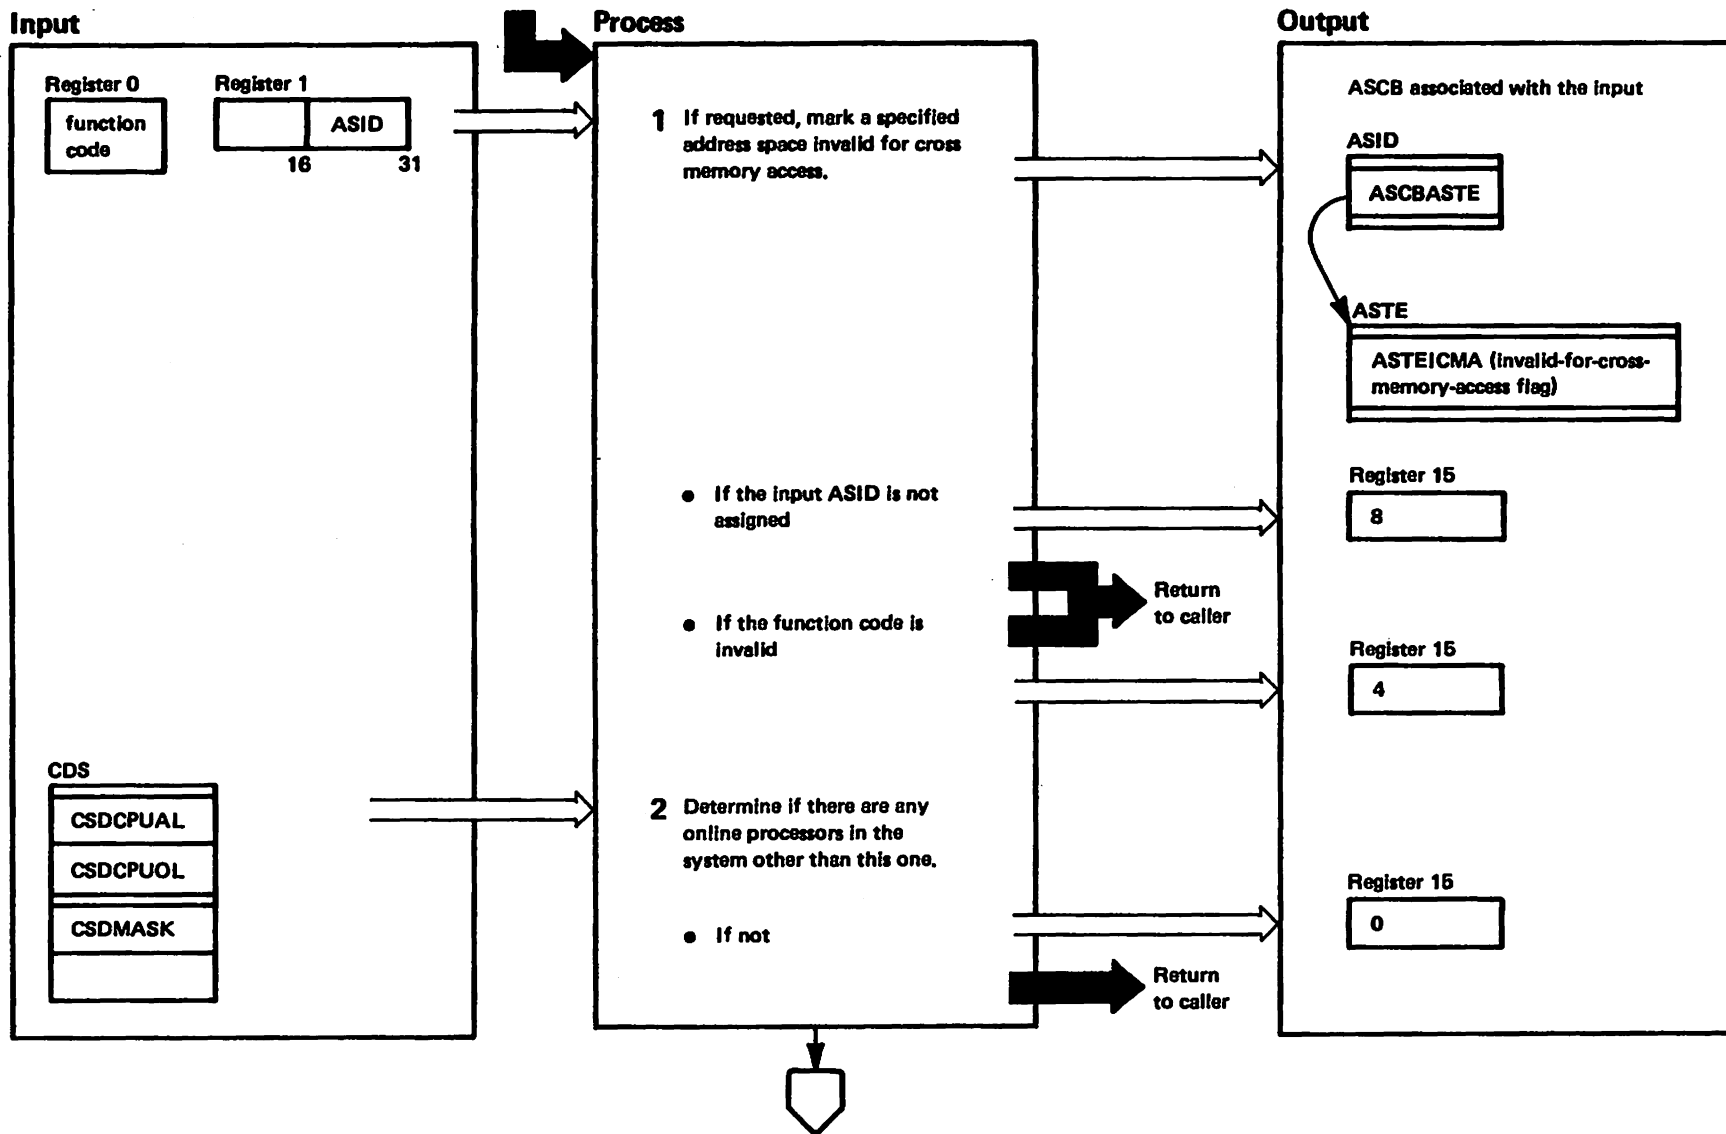 Input
Register 0
function
code
Register 1
ASID
16 31
CDS
CSDCPUAL
CSDCPUOL
CSDMASK
Process
1 If requested, mark a specified
address space invalid for cross
memory access.
• If the input ASID is not
assigned
• If the function code is
invalid
Return
to caller
2 Determine if there are any
online processors in the
system other than this one.
• If not
Return
to caller
Output
ASCB associated with the input
ASID
ASCBASTE
ASTE
ASTEICMA (invalid-for-cross-
memory-access flag)
Register 15
8
Register 15
4
Register 15
0